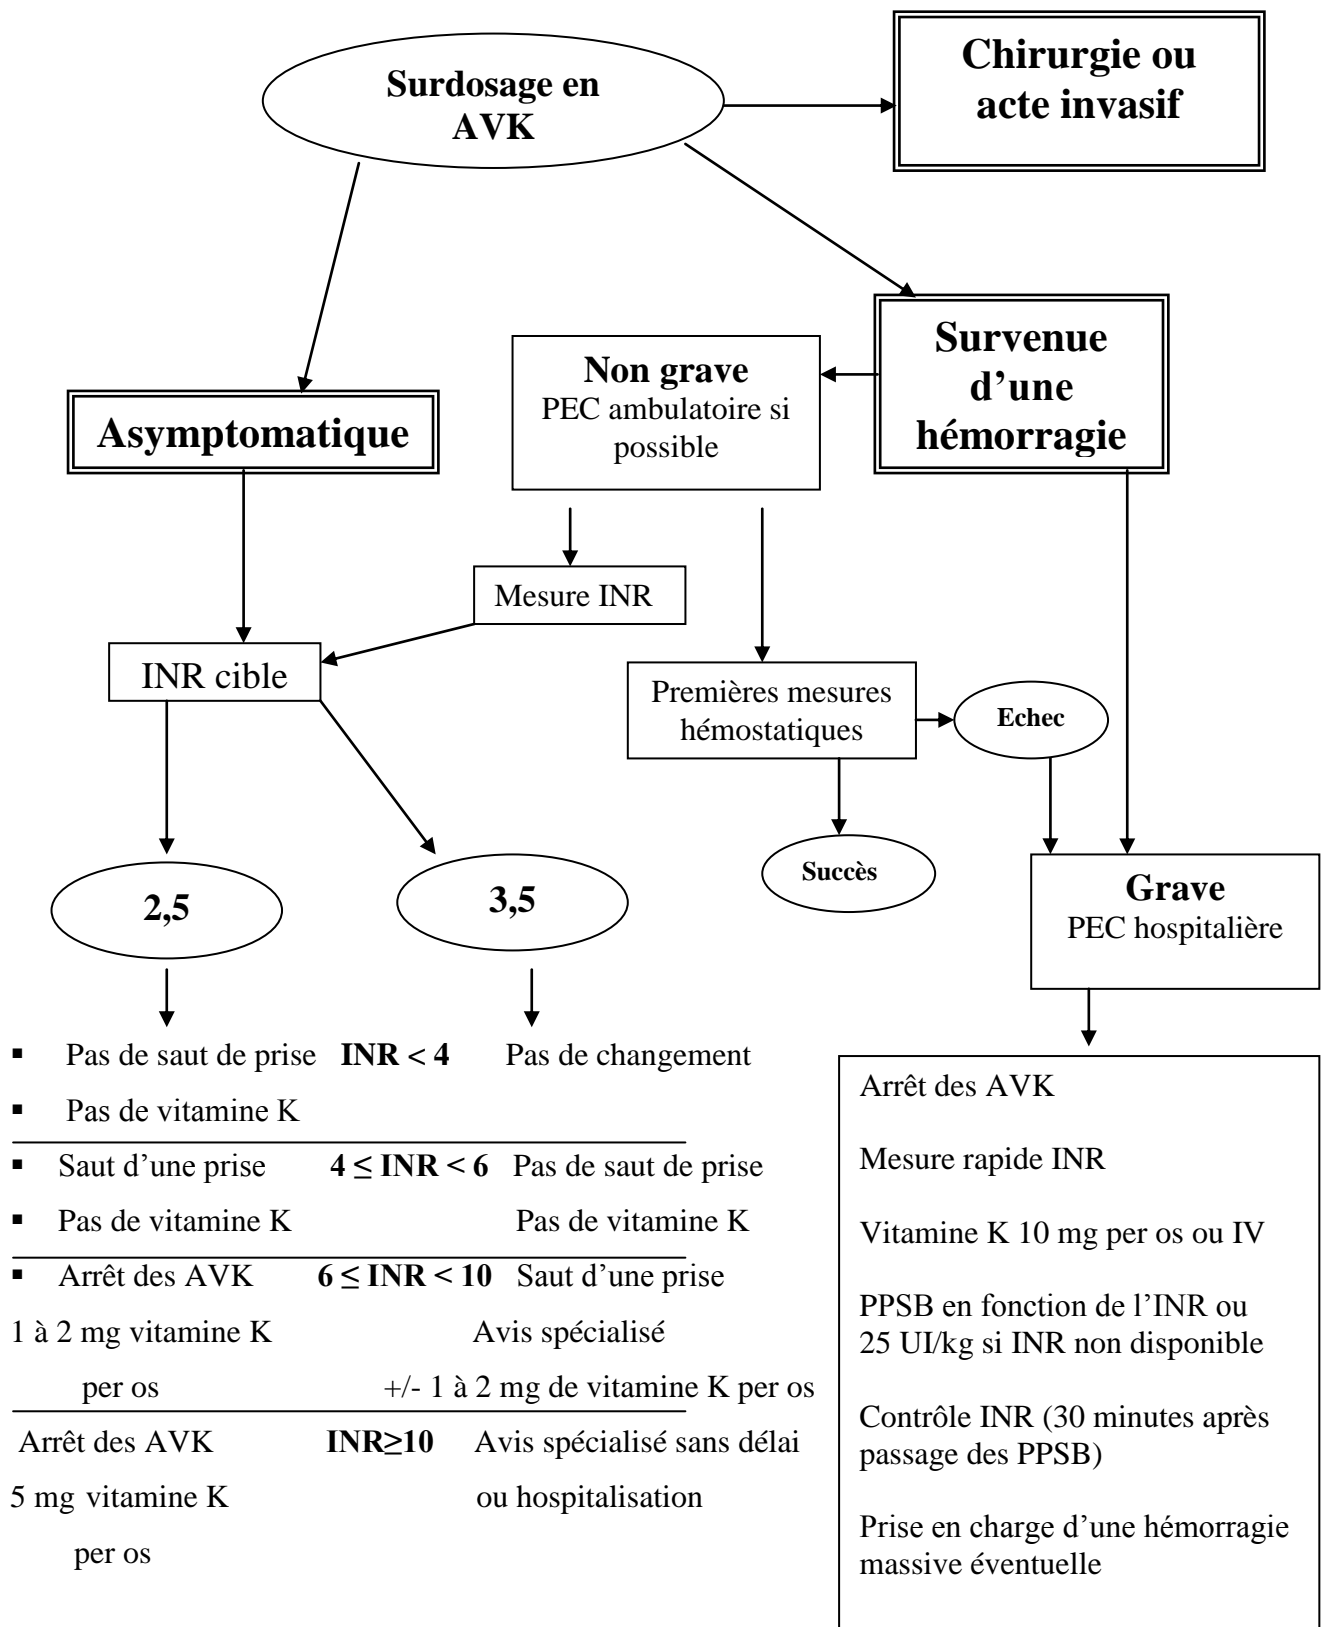 Surdosage en
AVK
Chirurgie ou
acte invasif
Survenue
d’une
hémorragie
Non grave
PEC ambulatoire si
possible
Asymptomatique
Mesure INR
INR cible
Premières mesures
hémostatiques
Echec
Succès
2,5
3,5
Grave
PEC hospitalière
▪ Pas de saut de prise INR < 4 Pas de changement
▪ Pas de vitamine K
▪ Saut d’une prise 4 ≤ INR < 6 Pas de saut de prise
▪ Pas de vitamine K Pas de vitamine K
▪ Arrêt des AVK 6 ≤ INR < 10 Saut d’une prise
1 à 2 mg vitamine K Avis spécialisé
per os +/- 1 à 2 mg de vitamine K per os
Arrêt des AVK INR≥10 Avis spécialisé sans délai
5 mg vitamine K ou hospitalisation
per os
Arrêt des AVK
Mesure rapide INR
Vitamine K 10 mg per os ou IV
PPSB en fonction de l’INR ou
25 UI/kg si INR non disponible
Contrôle INR (30 minutes après
passage des PPSB)
Prise en charge d’une hémorragie
massive éventuelle